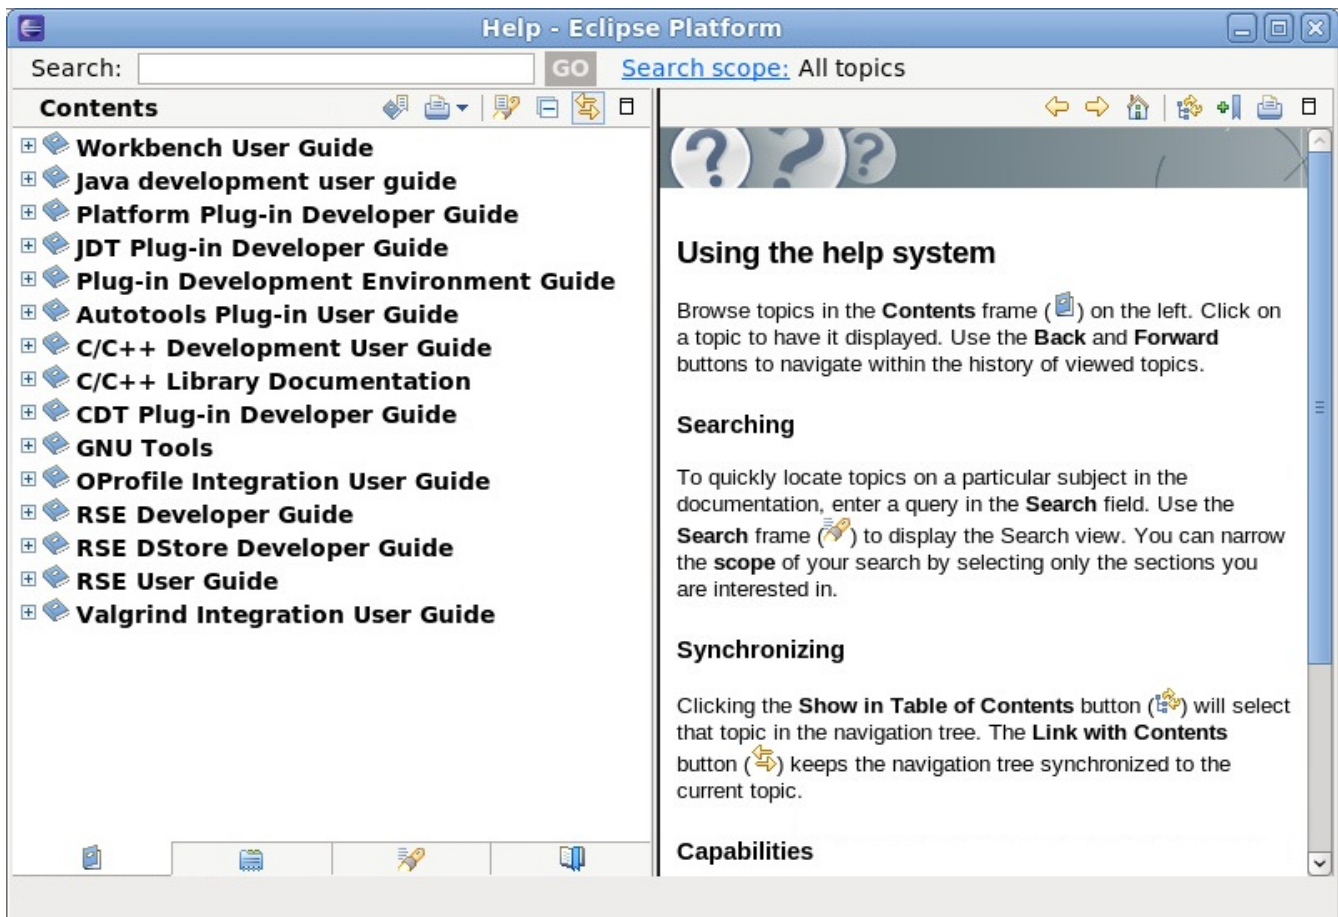 Help - Eclipse Platform
Search:
GO
Search scope: All topics
Contents
Workbench User Guide
Java development user guide
Platform Plug-in Developer Guide
JDT Plug-in Developer Guide
Plug-in Development Environment Guide
Autotools Plug-in User Guide
C/C++ Development User Guide
C/C++ Library Documentation
CDT Plug-in Developer Guide
GNU Tools
OProfile Integration User Guide
RSE Developer Guide
RSE DStore Developer Guide
RSE User Guide
Valgrind Integration User Guide
???
Using the help system
Browse topics in the Contents frame ( ) on the left. Click on
a topic to have it displayed. Use the Back and Forward
buttons to navigate within the history of viewed topics.
Searching
To quickly locate topics on a particular subject in the
documentation, enter a query in the Search field. Use the
Search frame ( ) to display the Search view. You can narrow
the scope of your search by selecting only the sections you
are interested in.
Synchronizing
Clicking the Show in Table of Contents button ( ) will select
that topic in the navigation tree. The Link with Contents
button ( ) keeps the navigation tree synchronized to the
current topic.
Capabilities